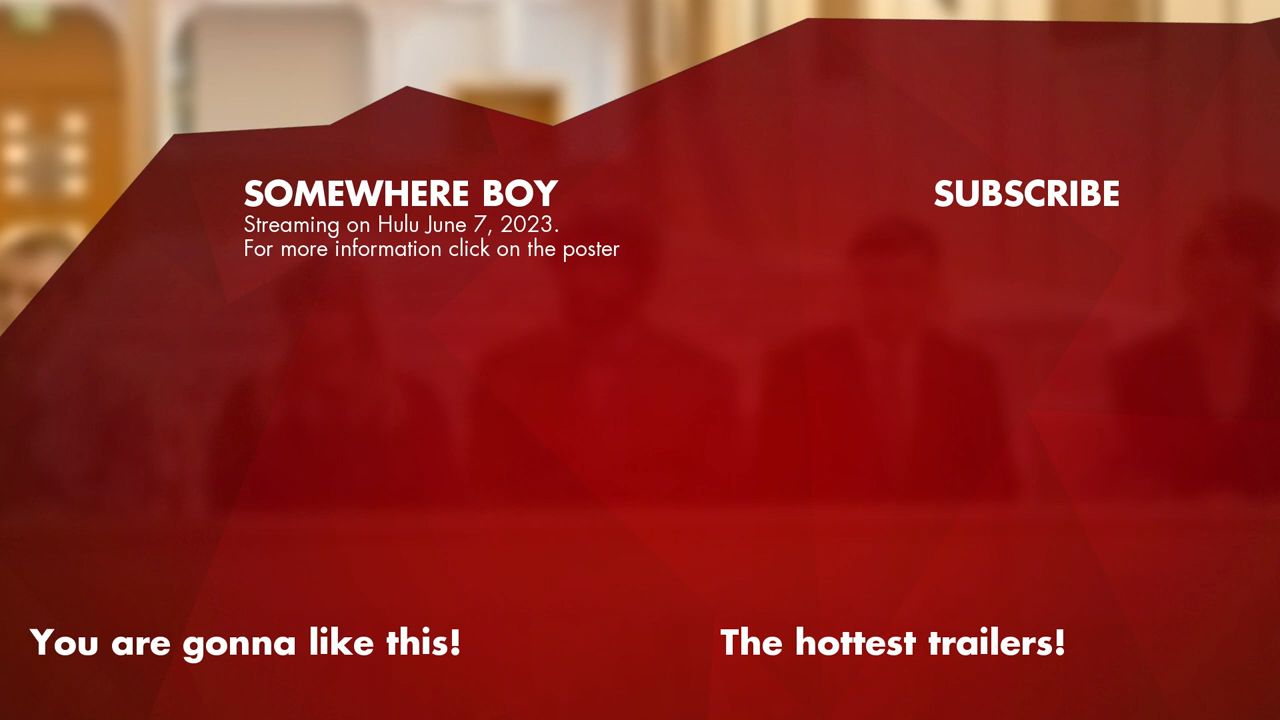 SOMEWHERE BOY
Streaming on Hulu June 7, 2023.
For more information click on the poster
SUBSCRIBE
You are gonna like this!
The hottest trailers!